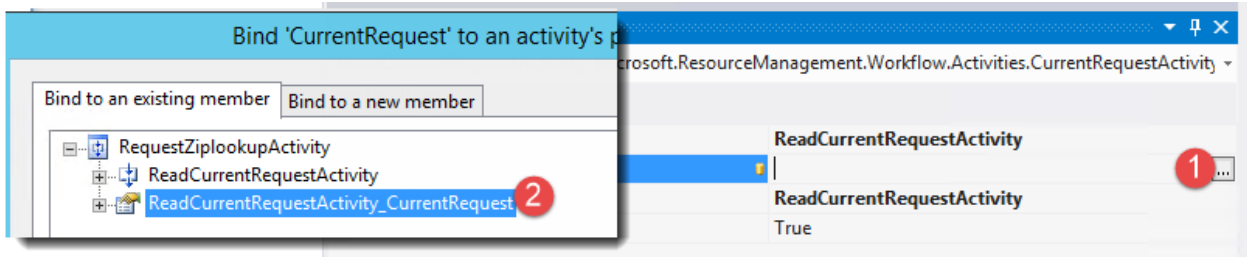 Bind 'CurrentRequest' to an activity's p
Bind to an existing member
Bind to a new member
RequestZiplookupActivity
ReadCurrentRequestActivity
ReadCurrentRequestActivity_CurrentRequest
2
crosoft.ResourceManagement.Workflow.Activities.CurrentRequestActivity
ReadCurrentRequestActivity
1
...
ReadCurrentRequestActivity
True